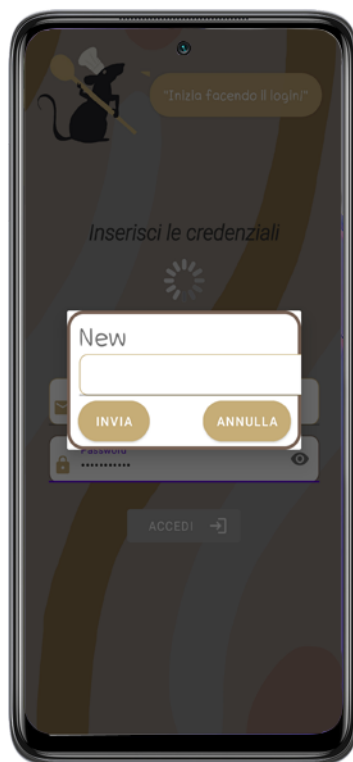 "Inizia facendo il login!"
Inserisci le credenziali
New
INVIA
ANNULLA
Password
ACCEDI